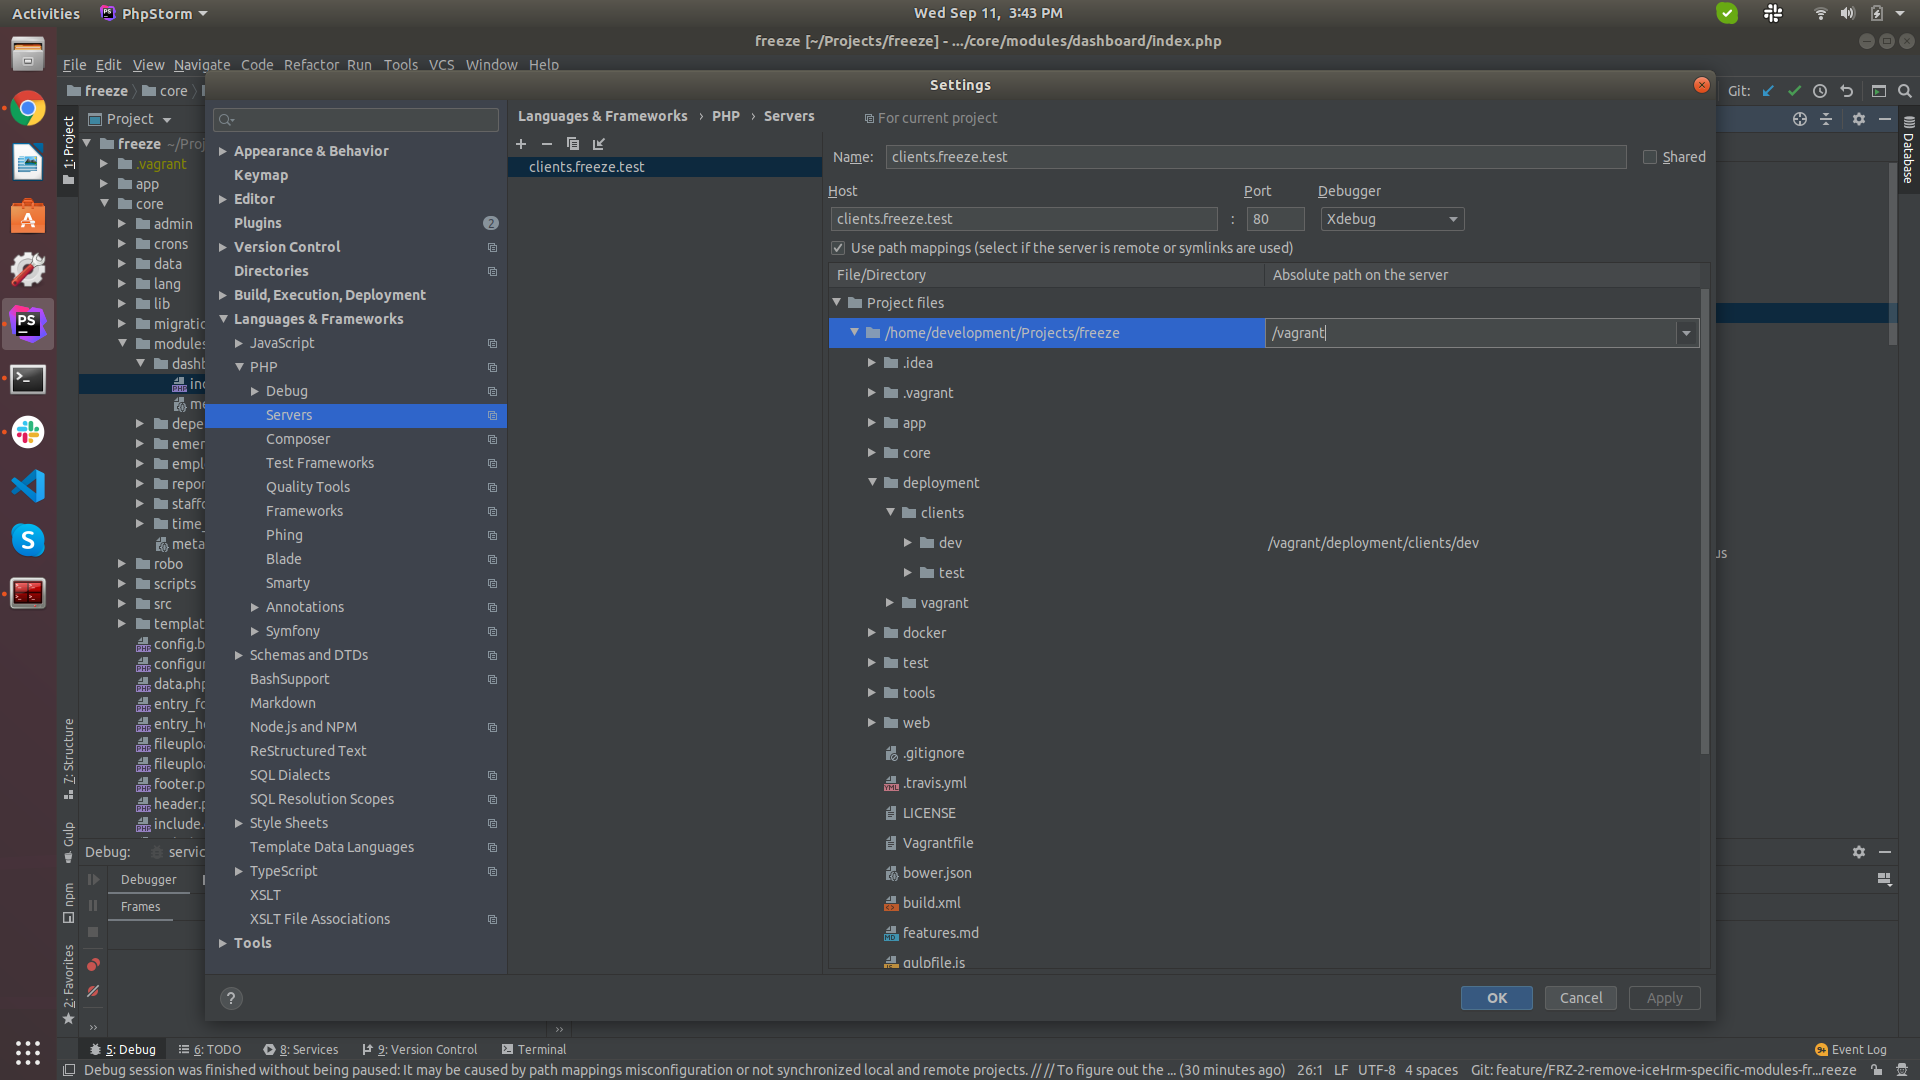 Activities PhpStorm Wed Sep 11, 3:43 PM
freeze [~/Projects/freeze] - .../core/modules/dashboard/index.php
File Edit View Navigate Code Refactor Run Tools VCS Window Help
Settings
freeze core Git:
Languages & Frameworks › PHP › Servers For current project
1: Project
Project
Database
freeze ~/Proj
.vagrant
app
core
admin
crons
data
lang
lib
migratio
modules
dashb
ind
me
depe
emer
empl
repor
staffc
time_
meta
robo
scripts
src
templat
config.b
configur
data.php
entry_fo
entry_he
fileuploa
fileuploa
footer.p
header.p
include.
7: Structure
Gulp
npm
2: Favorites
Appearance & Behavior
Keymap
Editor
Plugins 2
Version Control
Directories
Build, Execution, Deployment
Languages & Frameworks
JavaScript
PHP
Debug
Servers
Composer
Test Frameworks
Quality Tools
Frameworks
Phing
Blade
Smarty
Annotations
Symfony
Schemas and DTDs
BashSupport
Markdown
Node.js and NPM
ReStructured Text
SQL Dialects
SQL Resolution Scopes
Style Sheets
Template Data Languages
TypeScript
XSLT
XSLT File Associations
Tools
clients.freeze.test
Name: clients.freeze.test Shared
Host Port Debugger
clients.freeze.test : 80 Xdebug
Use path mappings (select if the server is remote or symlinks are used)
File/Directory Absolute path on the server
Project files
/home/development/Projects/freeze /vagrant
.idea
.vagrant
app
core
deployment
clients
dev /vagrant/deployment/clients/dev
test
vagrant
docker
test
tools
web
.gitignore
.travis.yml
LICENSE
Vagrantfile
bower.json
build.xml
features.md
gulpfile.js
us
? OK Cancel Apply
Debug: servic
Debugger
Frames
5: Debug 6: TODO 8: Services 9: Version Control Terminal Event Log
Debug session was finished without being paused: It may be caused by path mappings misconfiguration or not synchronized local and remote projects. // // To figure out the ... (30 minutes ago) 26:1 LF UTF-8 4 spaces Git: feature/FRZ-2-remove-iceHrm-specific-modules-fr...reeze